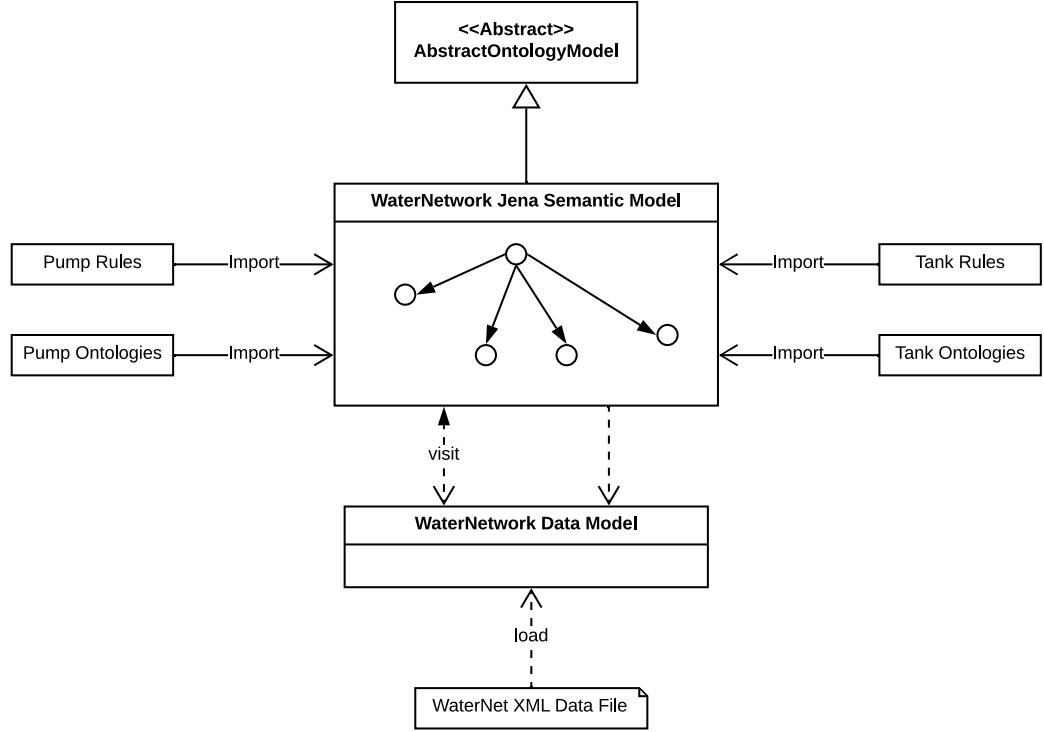 <<Abstract>>
AbstractOntologyModel
WaterNetwork Jena Semantic Model
Pump Rules
Import
Import
Tank Rules
Pump Ontologies
Import
Import
Tank Ontologies
visit
WaterNetwork Data Model
load
WaterNet XML Data File